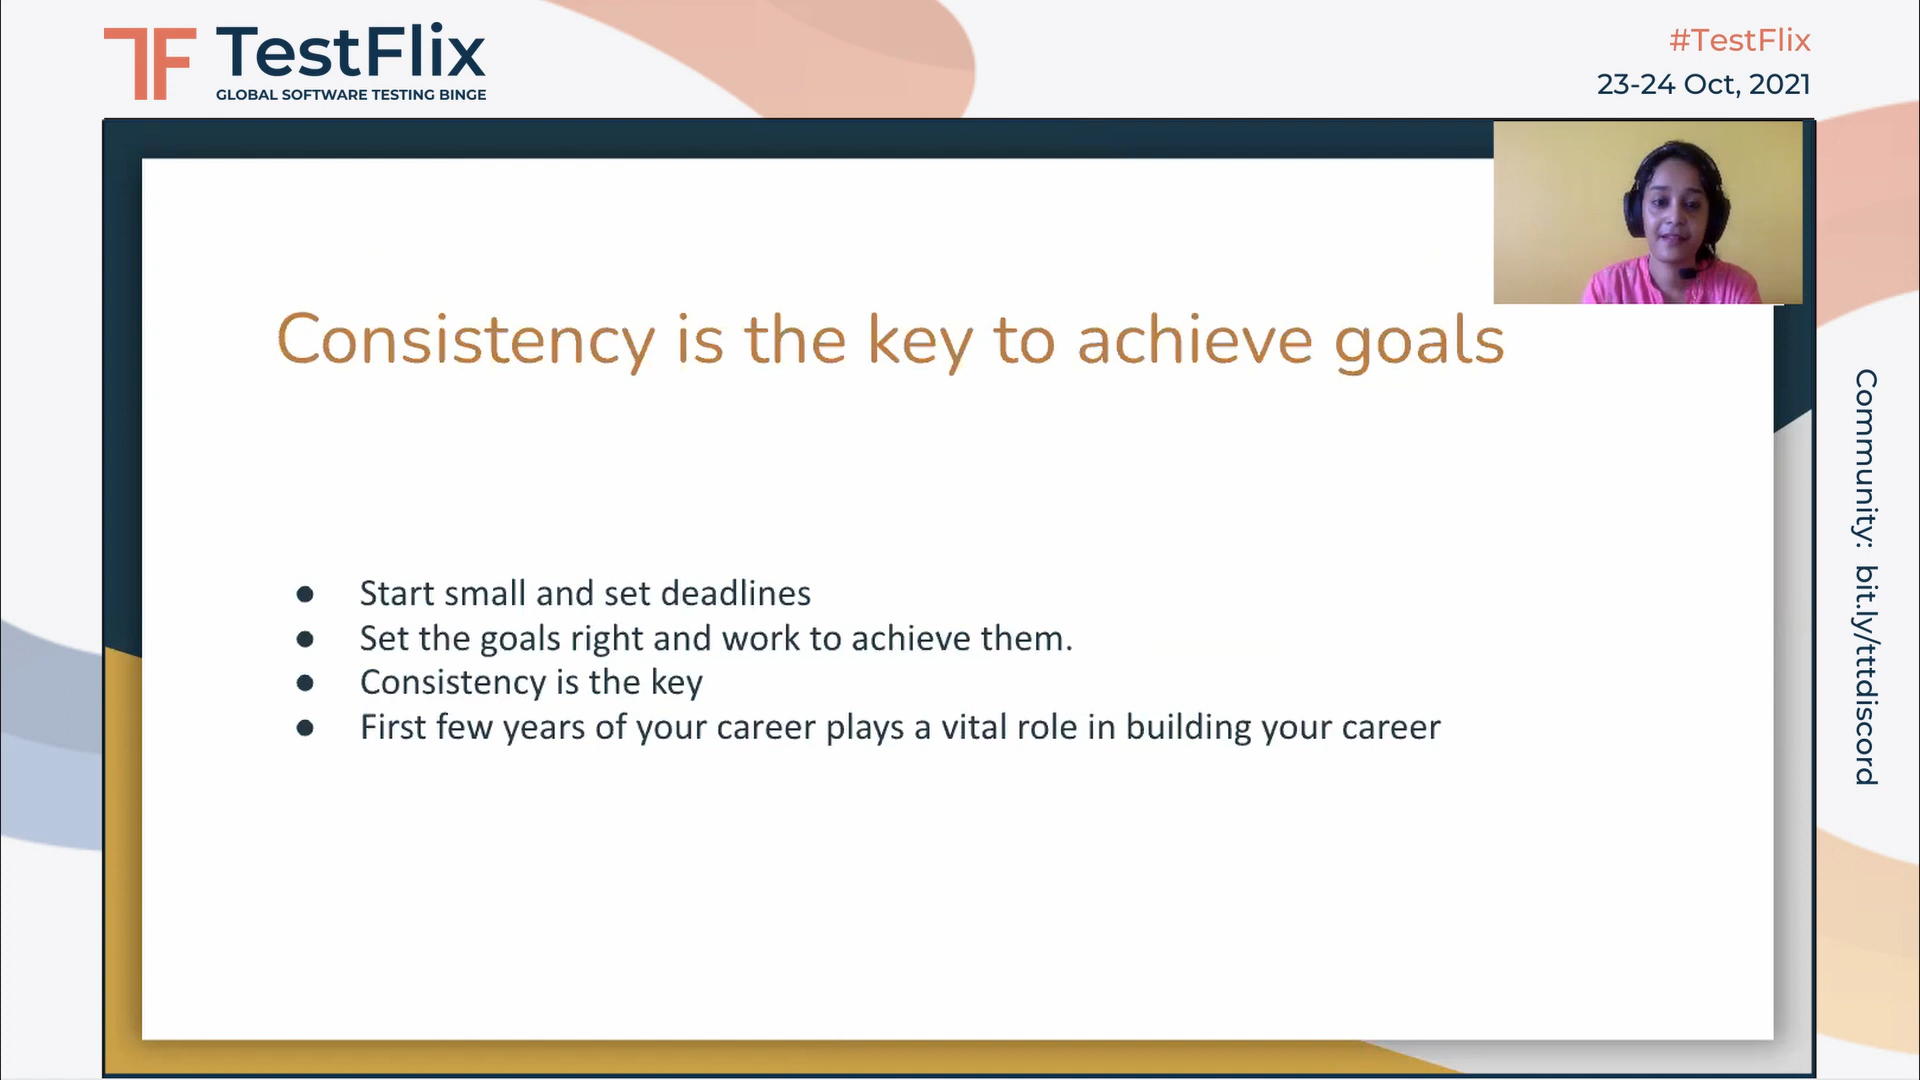 TF TestFlix
GLOBAL SOFTWARE TESTING BINGE
#TestFlix
23-24 Oct, 2021
Consistency is the key to achieve goals
● Start small and set deadlines
● Set the goals right and work to achieve them.
● Consistency is the key
● First few years of your career plays a vital role in building your career
Community: bit.ly/tttdiscord